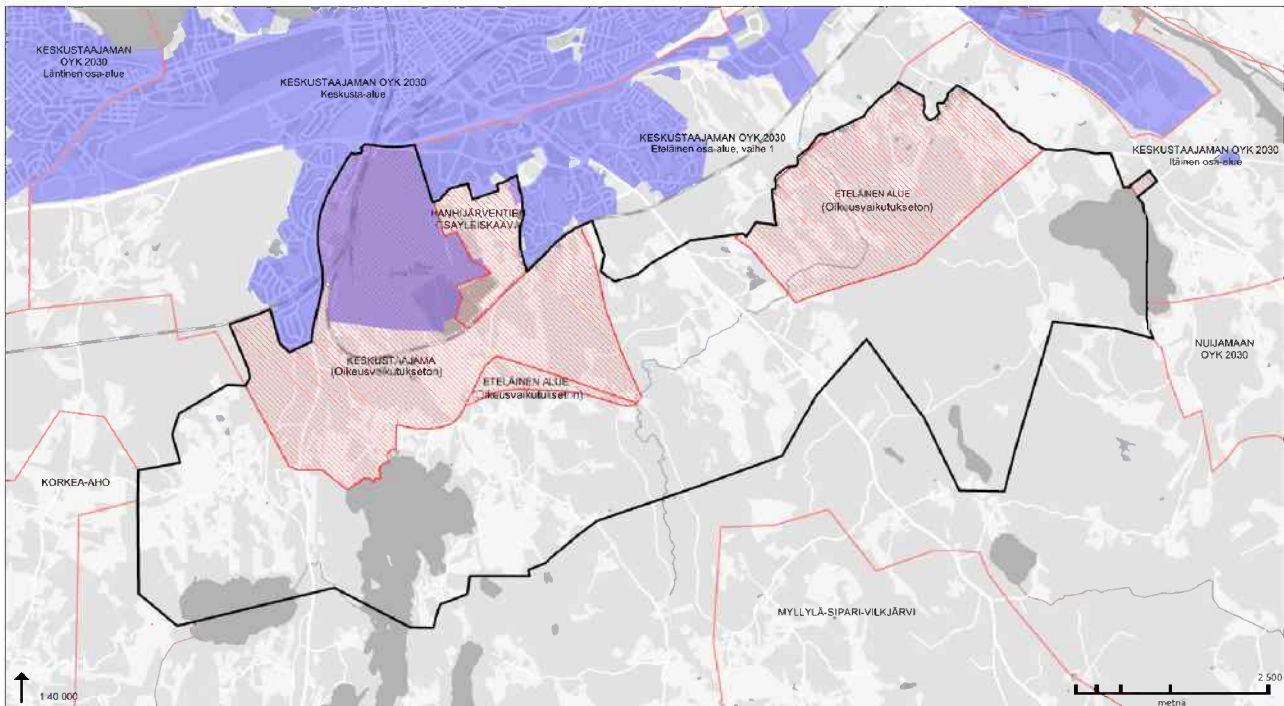 KESKUSTAAJAMAN
OYK 2030
Läntinen osa-alue
KESKUSTAAJAMAN OYK 2030
Keskusta-alue
KESKUSTAAJAMAN OYK 2030
Eteläinen osa-alue, vaihe 1
KESKUSTAAJAMAN OYK 2030
Itäinen osa-alue
ETELÄINEN ALUE
(Oikeusvaikutukseton)
HANHIJÄRVENTIEN
OSAYLEISKAAVA
KESKUSTAAJAMA
(Oikeusvaikutukseton)
ETELÄINEN ALUE
(Oikeusvaikutukseton)
NUIJAMAAN
OYK 2030
KORKEA-AHO
MYLLYLÄ-SIPARI-VILKJÄRVI
1:40 000
2 500
metriä